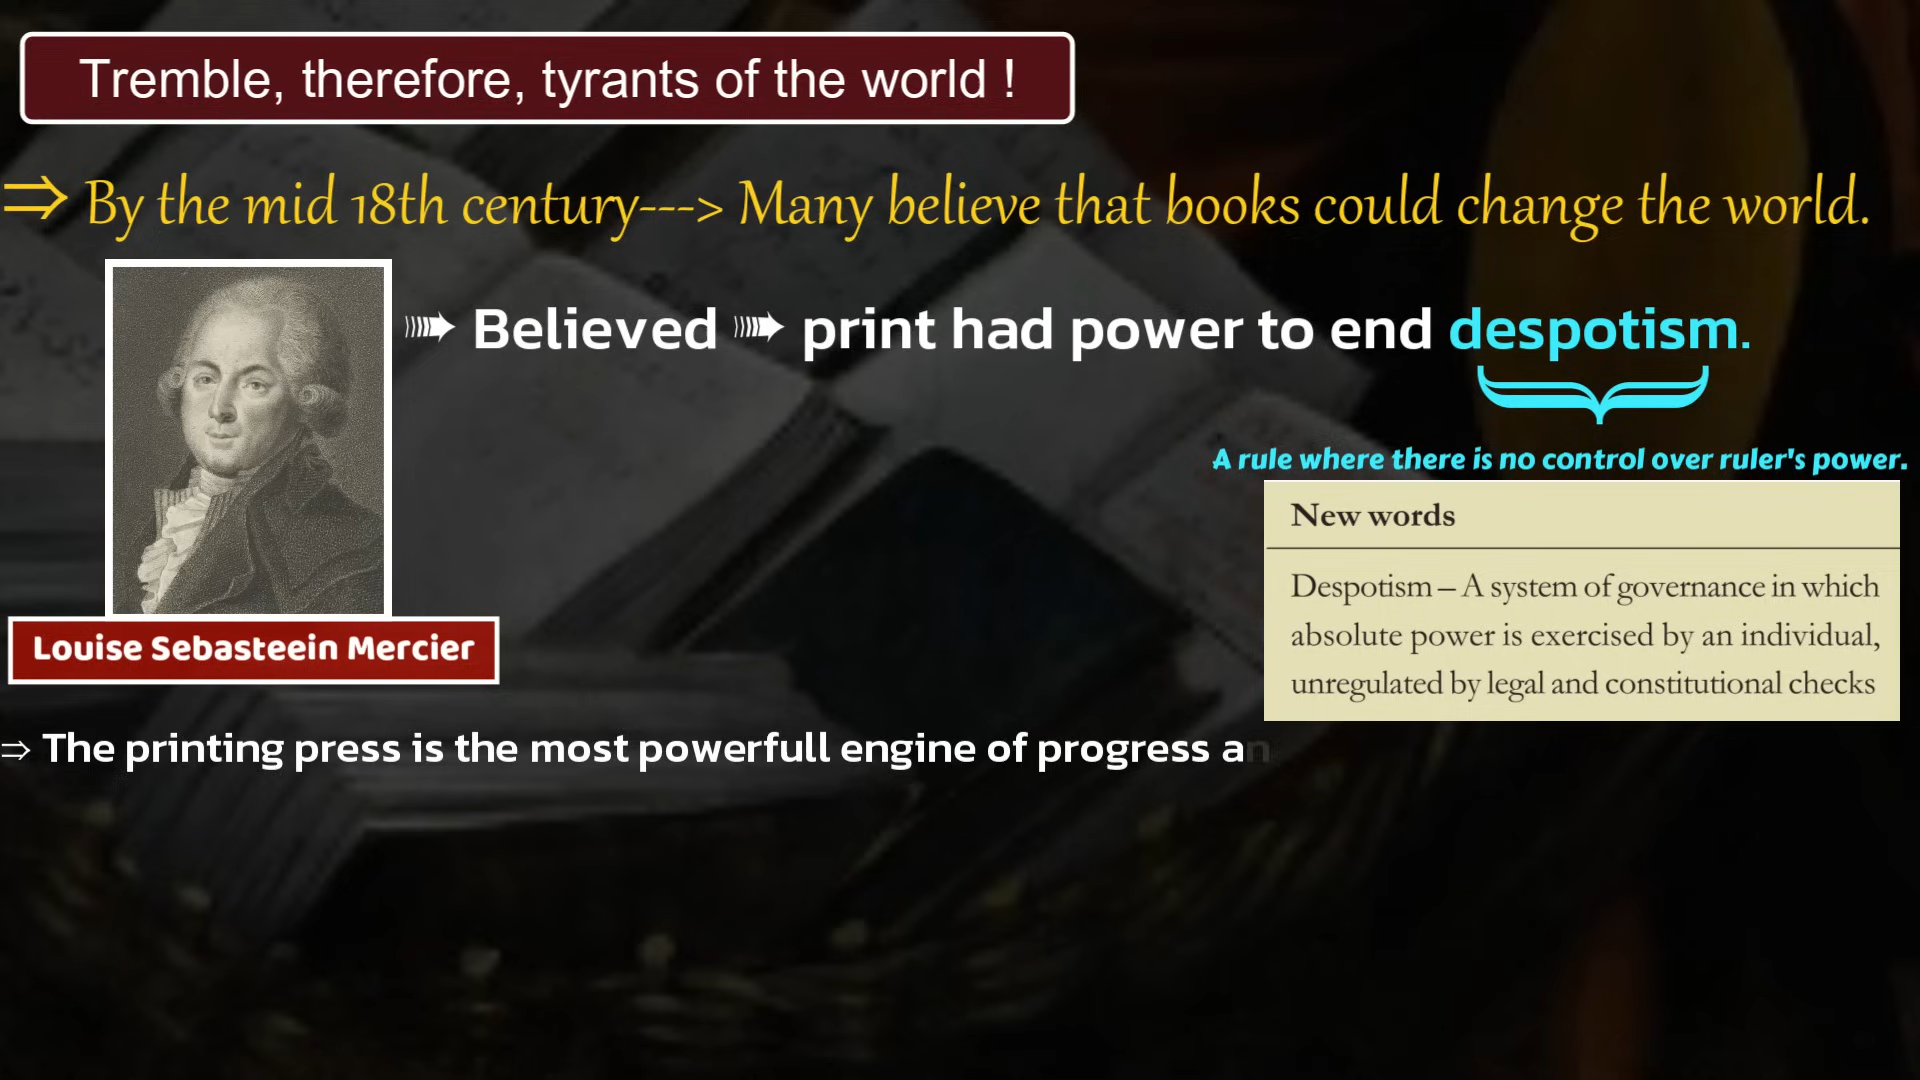 Tremble, therefore, tyrants of the world !
⇒ By the mid 18th century---> Many believe that books could change the world.
➠ Believed ➠ print had power to end despotism.
A rule where there is no control over ruler's power.
New words
Despotism – A system of governance in which
absolute power is exercised by an individual,
unregulated by legal and constitutional checks
Louise Sebasteein Mercier
⇒ The printing press is the most powerfull engine of progress an